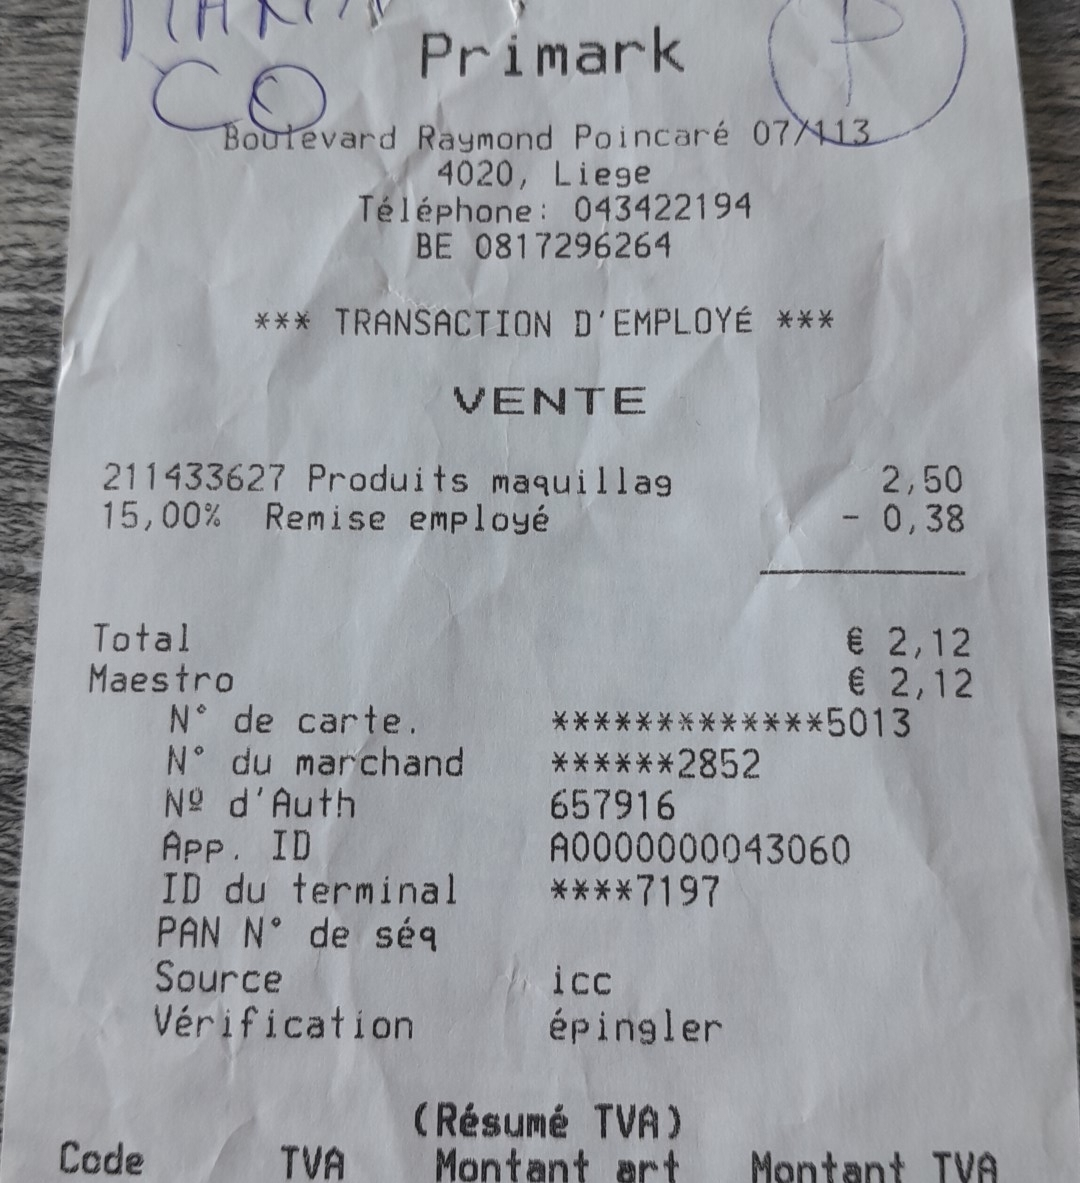 CO
P
Primark
Boulevard Raymond Poincaré 07/113
4020, Liege
Téléphone: 043422194
BE 0817296264
*** TRANSACTION D'EMPLOYÉ ***
VENTE
211433627 Produits maquillag 2,50
15,00% Remise employé - 0,38
Total € 2,12
Maestro € 2,12
N° de carte. *************5013
N° du marchand ******2852
Nº d'Auth 657916
App. ID A0000000043060
ID du terminal ****7197
PAN N° de séq
Source icc
Vérification épingler
(Résumé TVA)
Code TVA Montant art Montant TVA